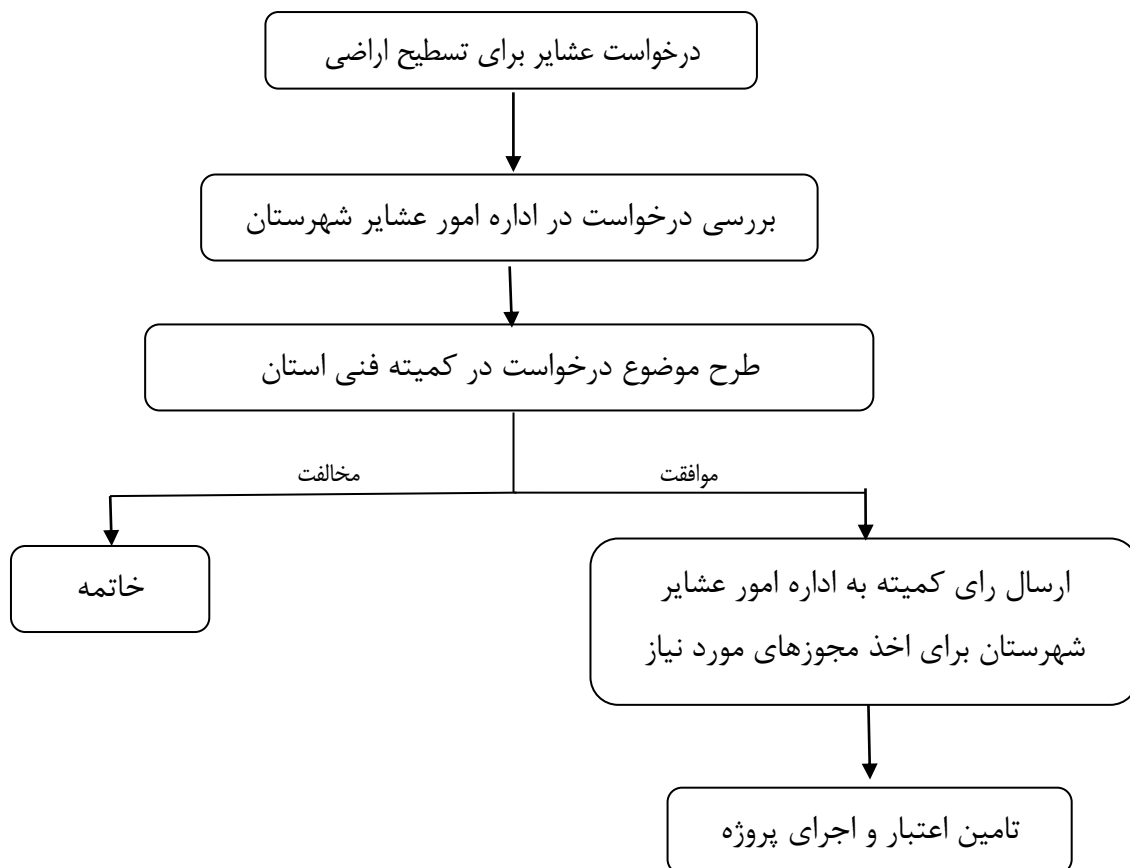 درخواست عشایر برای تسطیح اراضی
بررسی درخواست در اداره امور عشایر شهرستان
طرح موضوع درخواست در کمیته فنی استان
موافقت
مخالفت
ارسال رای کمیته به اداره امور عشایر
شهرستان برای اخذ مجوزهای مورد نیاز
خاتمه
تامین اعتبار و اجرای پروژه